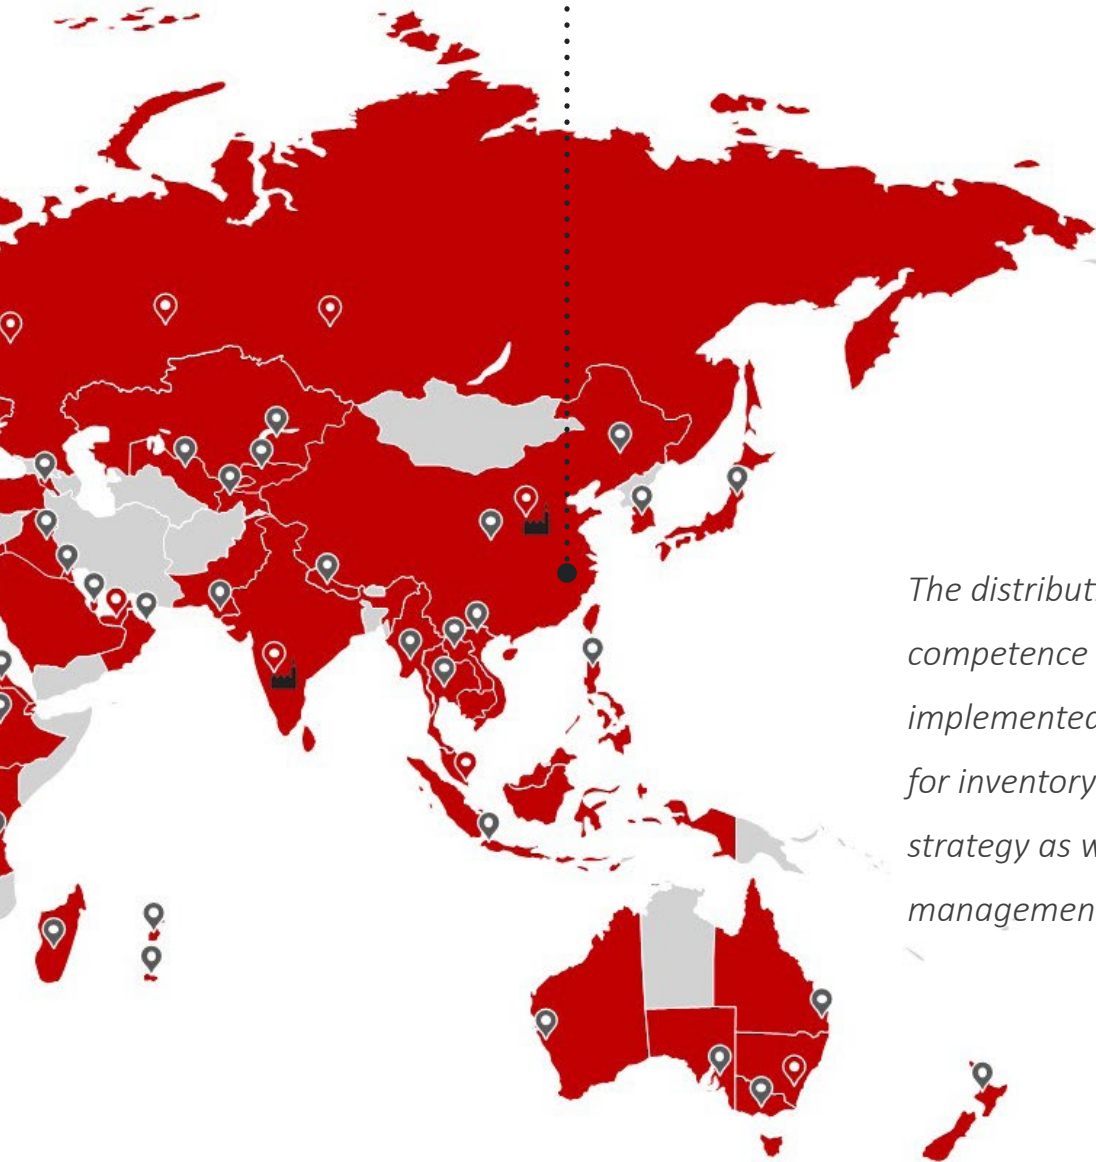 The distribut
competence
implemented
for inventory
strategy as w
managemen